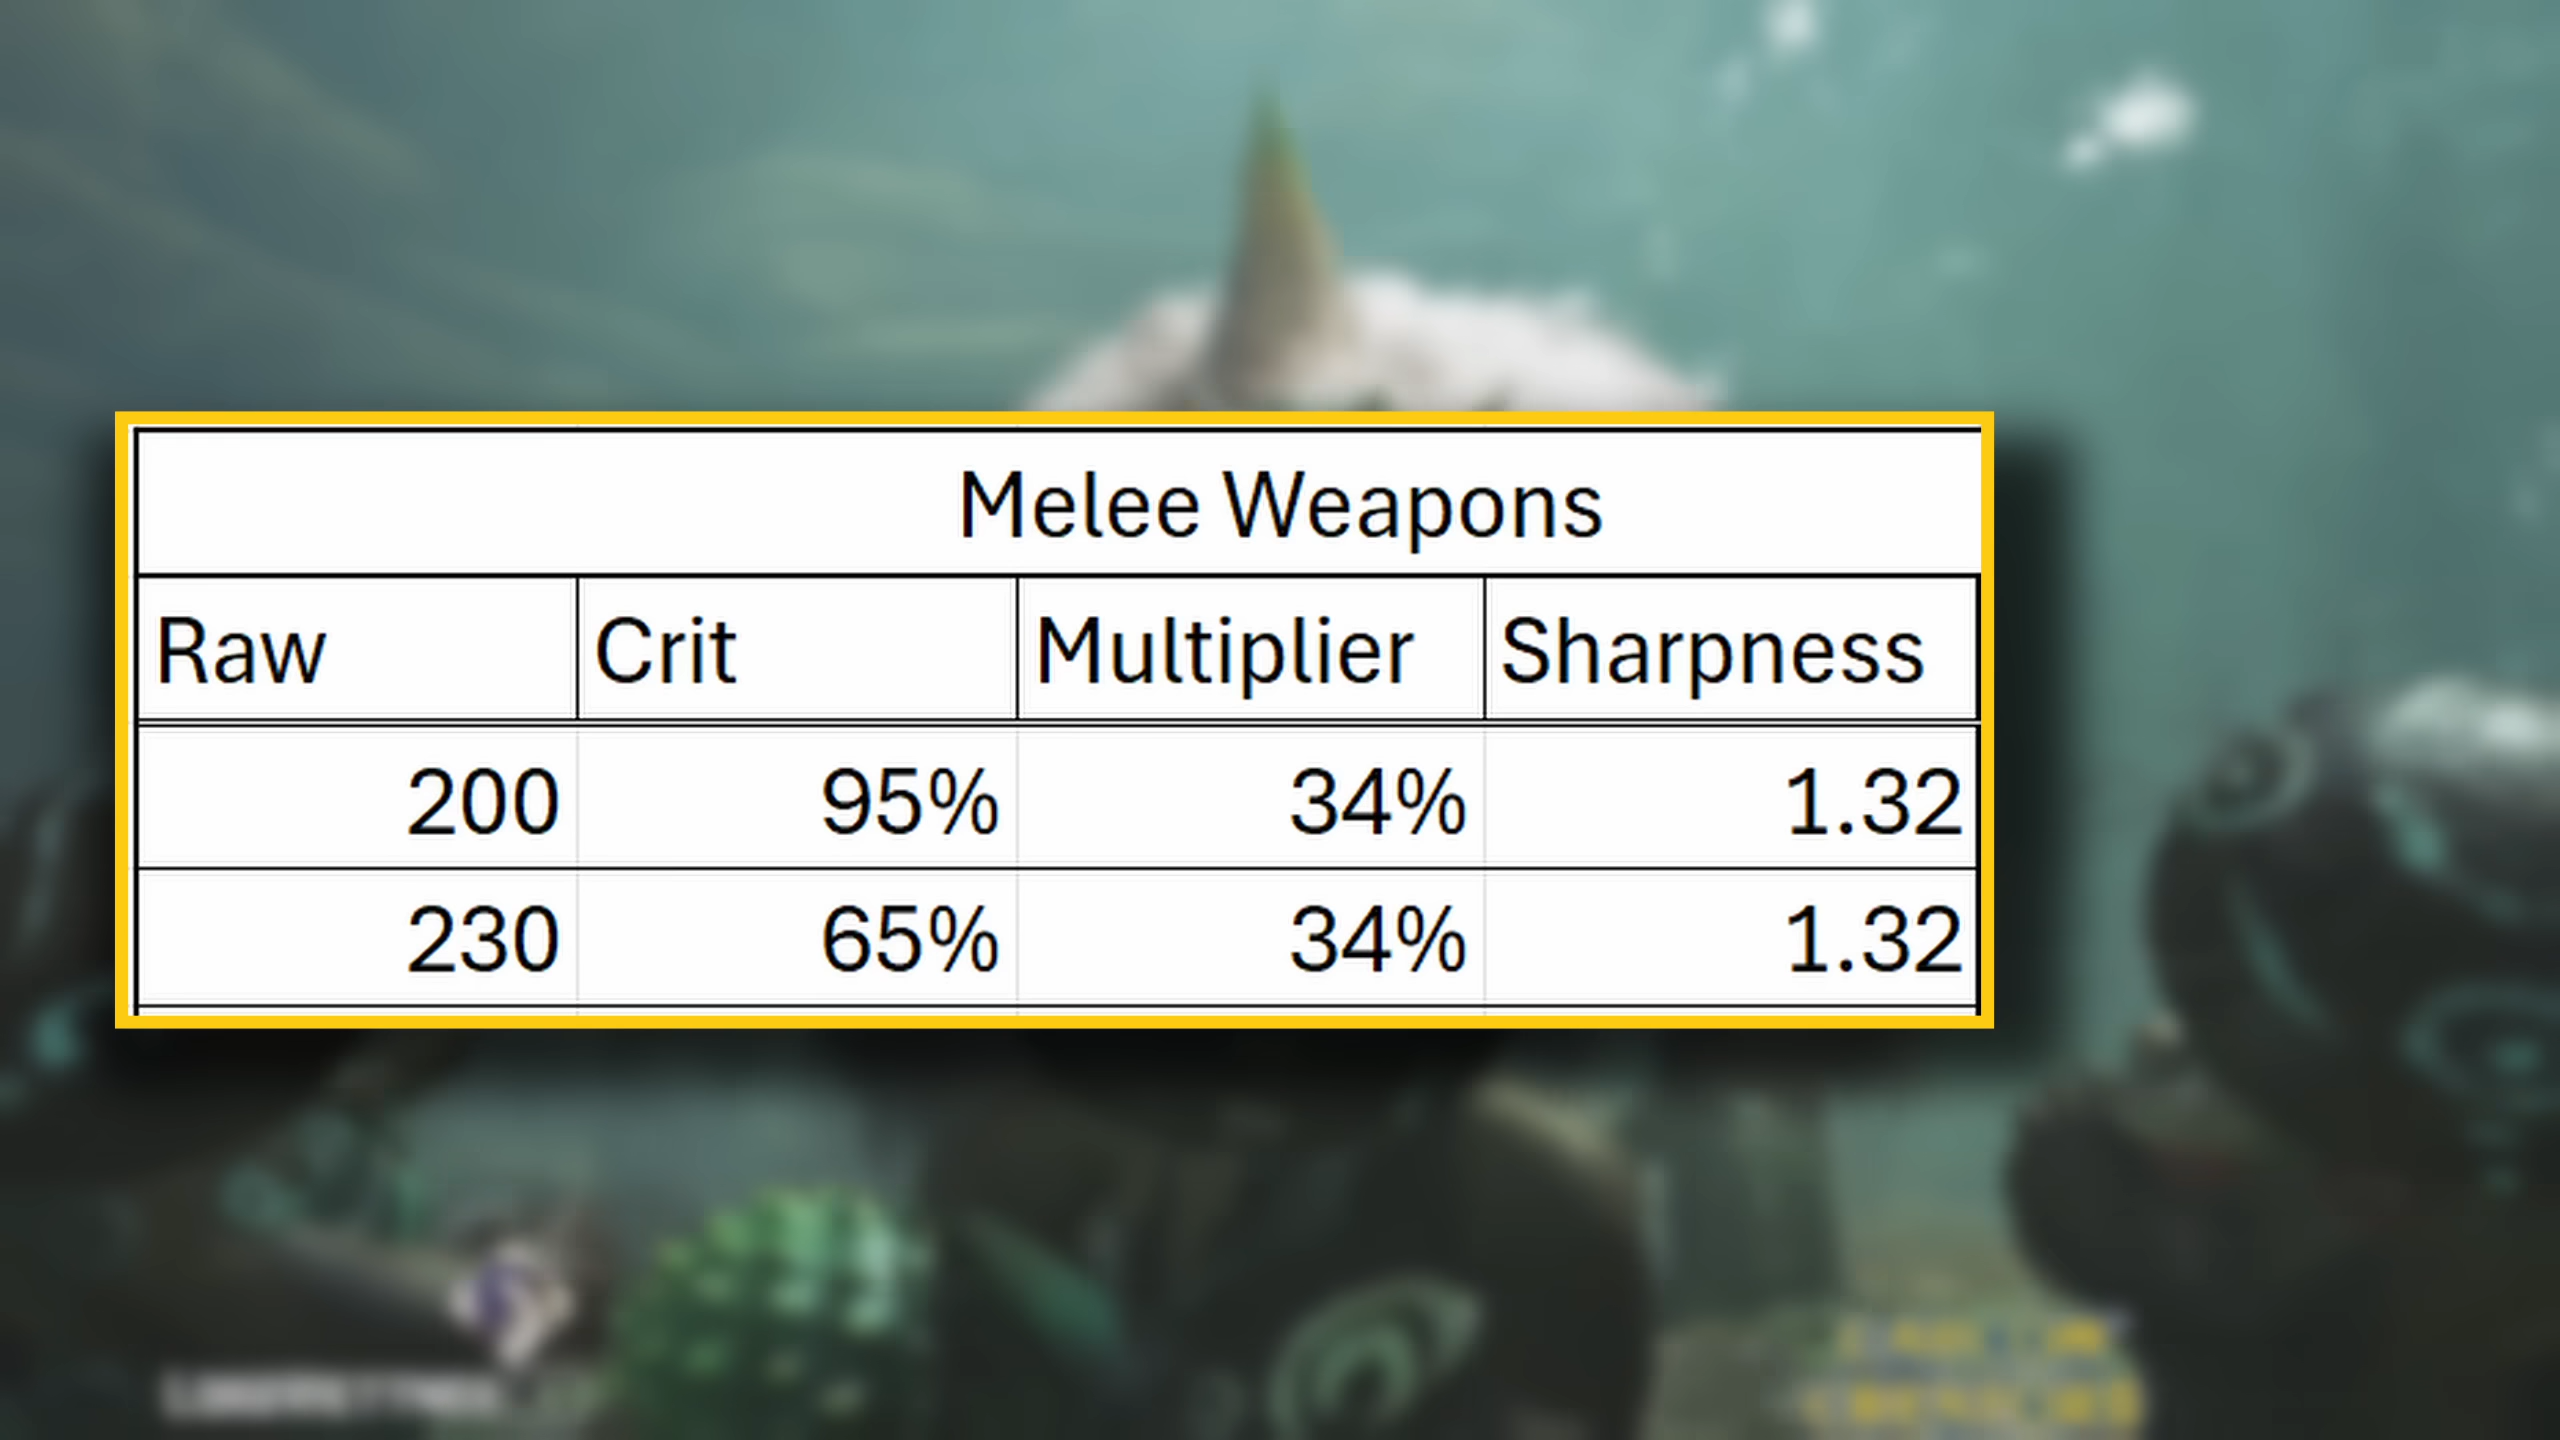 Melee Weapons
Raw Crit Multiplier Sharpness
200 95% 34% 1.32
230 65% 34% 1.32